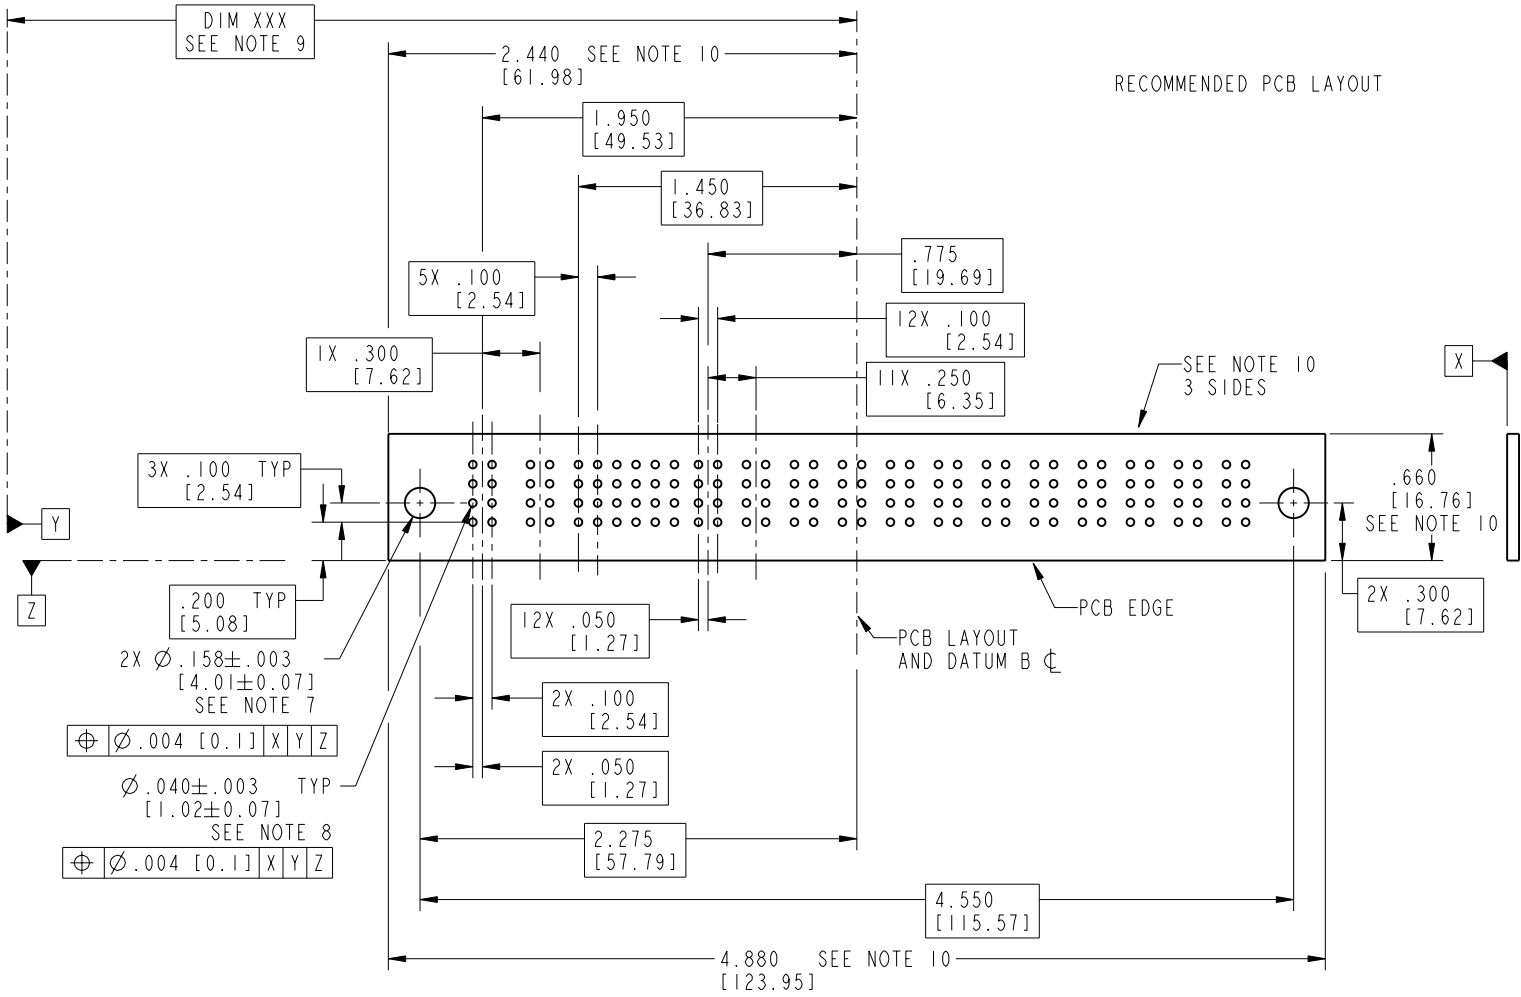 DIM XXX
SEE NOTE 9
2.440 SEE NOTE 10
[61.98]
RECOMMENDED PCB LAYOUT
1.950
[49.53]
1.450
[36.83]
.775
[19.69]
5X .100
[2.54]
12X .100
[2.54]
1X .300
[7.62]
11X .250
[6.35]
SEE NOTE 10
3 SIDES
X
3X .100 TYP
[2.54]
.660
[16.76]
SEE NOTE 10
Y
Z
.200 TYP
[5.08]
12X .050
[1.27]
PCB EDGE
2X .300
[7.62]
PCB LAYOUT
AND DATUM B ℄
2X ∅.158±.003
[4.01±0.07]
SEE NOTE 7
⌖ ∅.004 [0.1] X Y Z
2X .100
[2.54]
2X .050
[1.27]
∅.040±.003 TYP
[1.02±0.07]
SEE NOTE 8
⌖ ∅.004 [0.1] X Y Z
2.275
[57.79]
4.550
[115.57]
4.880 SEE NOTE 10
[123.95]